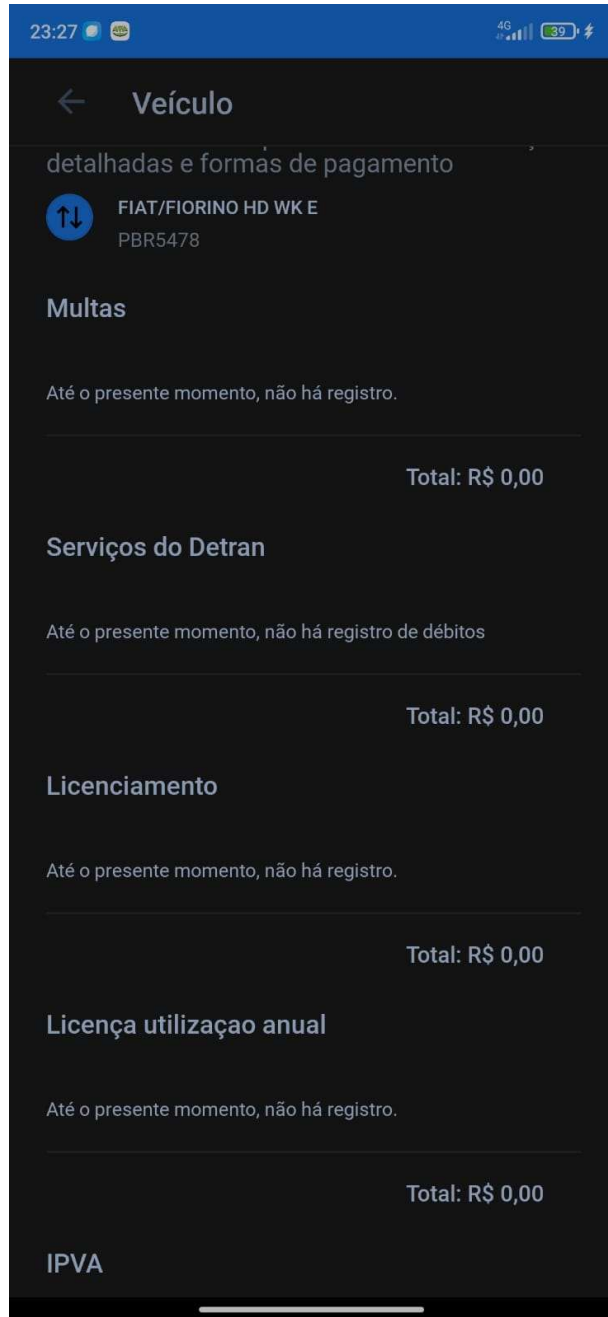 23:27
4G
39
Veículo
detalhadas e formas de pagamento
FIAT/FIORINO HD WK E
PBR5478
Multas
Até o presente momento, não há registro.
Total: R$ 0,00
Serviços do Detran
Até o presente momento, não há registro de débitos
Total: R$ 0,00
Licenciamento
Até o presente momento, não há registro.
Total: R$ 0,00
Licença utilizaçao anual
Até o presente momento, não há registro.
Total: R$ 0,00
IPVA